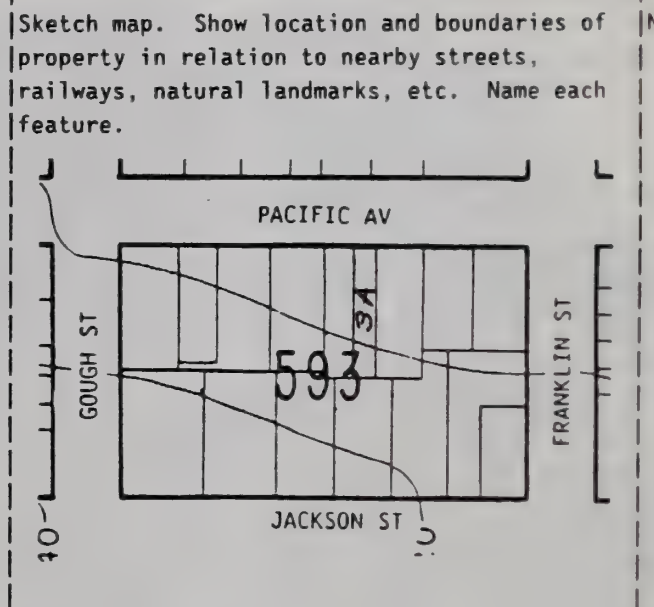 Sketch map. Show location and boundaries of
property in relation to nearby streets,
railways, natural landmarks, etc. Name each
feature.
PACIFIC AV
3A
593
GOUGH ST
FRANKLIN ST
JACKSON ST